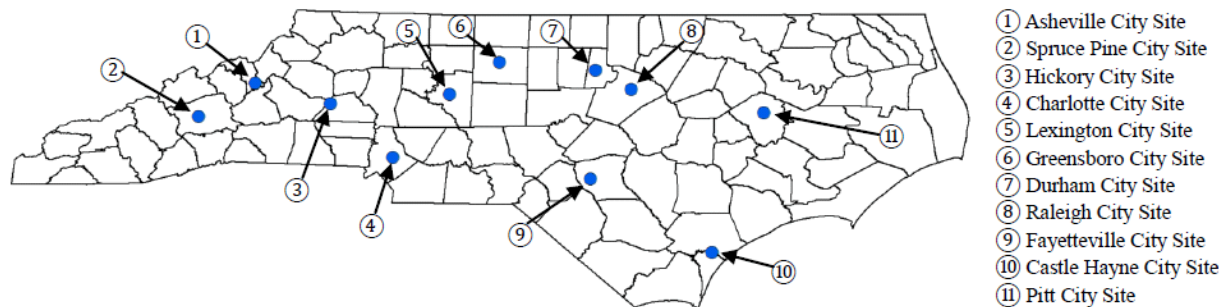 ① Asheville City Site
② Spruce Pine City Site
③ Hickory City Site
④ Charlotte City Site
⑤ Lexington City Site
⑥ Greensboro City Site
⑦ Durham City Site
⑧ Raleigh City Site
⑨ Fayetteville City Site
⑩ Castle Hayne City Site
⑪ Pitt City Site
①
②
③
④
⑤
⑥
⑦
⑧
⑨
⑩
⑪